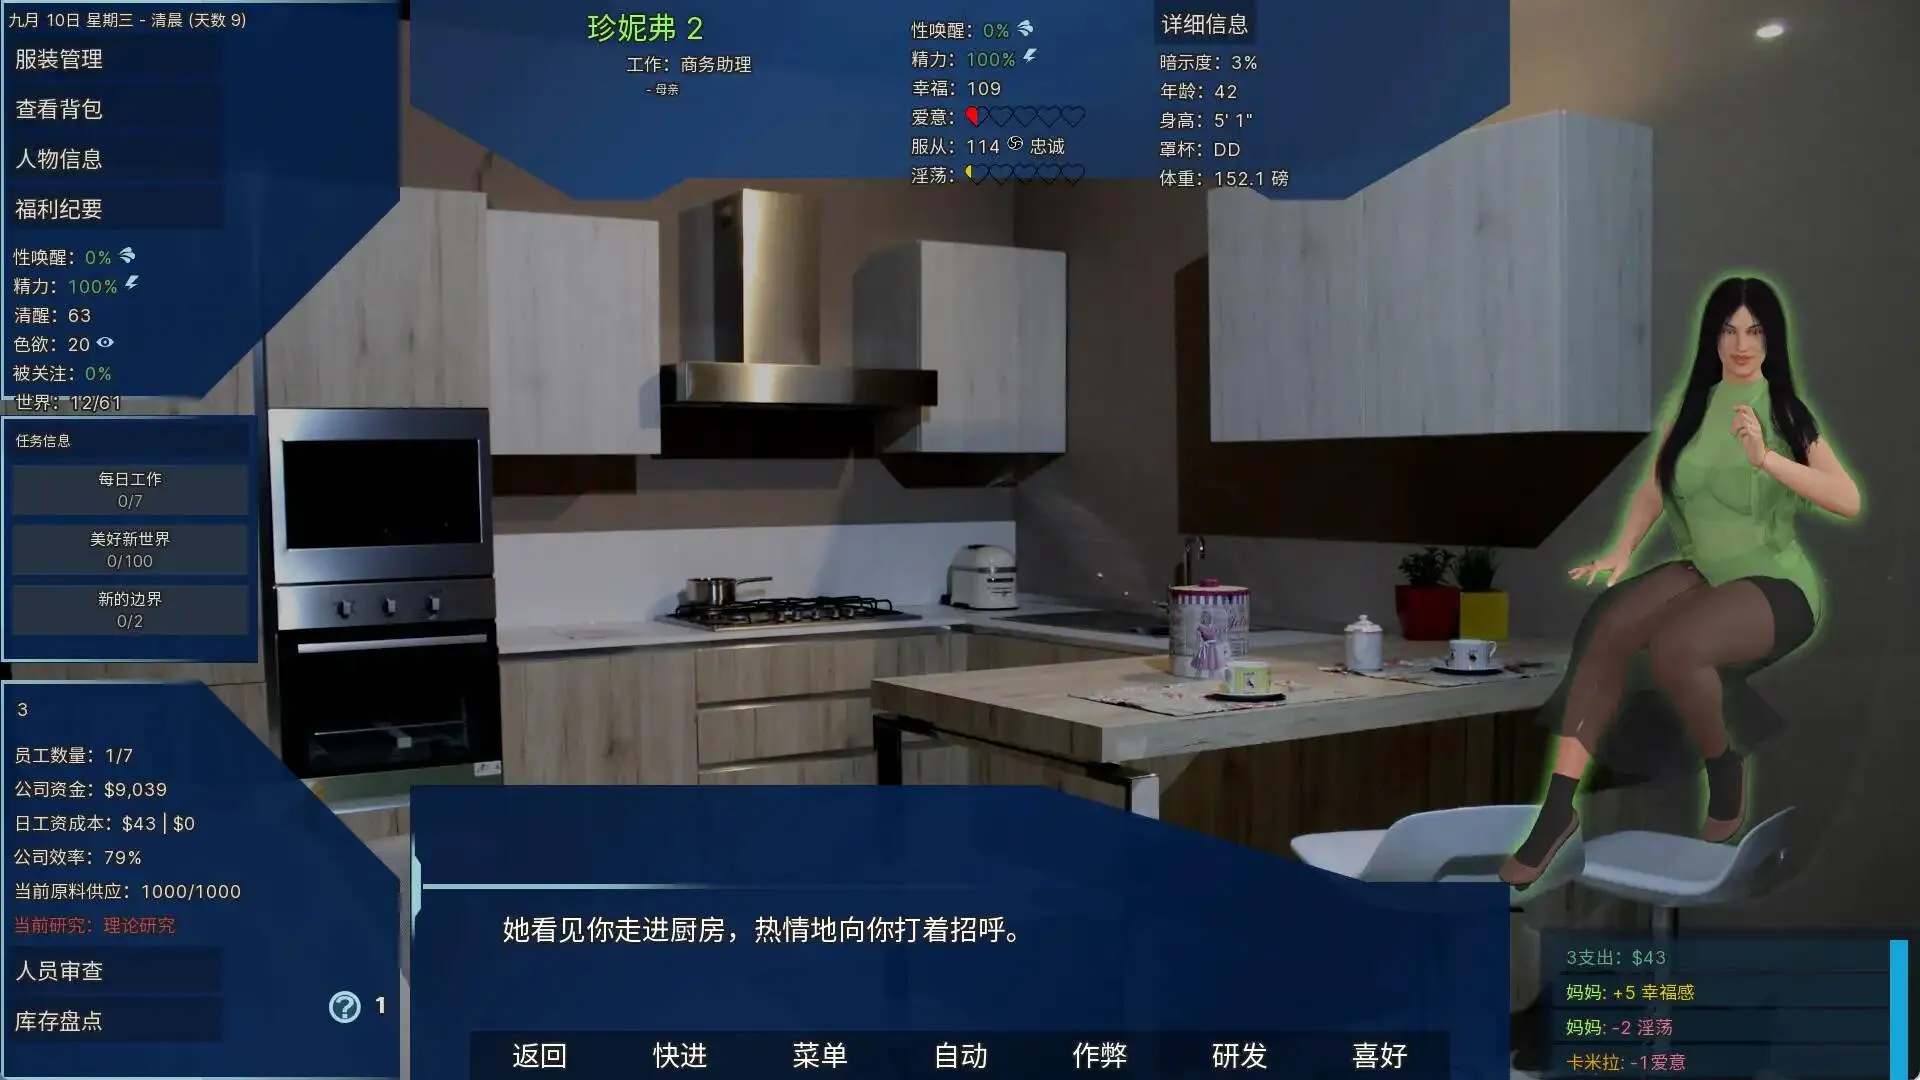 九月 10日 星期三 - 清晨 (天数 9)
服装管理
查看背包
人物信息
福利纪要
性唤醒: 0%
精力: 100%
清醒: 63
色欲: 20
被关注: 0%
世界: 12/61
任务信息
每日工作
0/7
美好新世界
0/100
新的边界
0/2
3
员工数量: 1/7
公司资金: $9,039
日工资成本: $43 | $0
公司效率: 79%
当前原料供应: 1000/1000
当前研究: 理论研究
人员审查
库存盘点
1
珍妮弗 2
工作: 商务助理
- 母亲
性唤醒: 0%
精力: 100%
幸福: 109
爱意:
服从: 114 忠诚
淫荡:
详细信息
暗示度: 3%
年龄: 42
身高: 5' 1"
罩杯: DD
体重: 152.1 磅
她看见你走进厨房，热情地向你打着招呼。
返回 快进 菜单 自动 作弊 研发 喜好
3支出: $43
妈妈: +5 幸福感
妈妈: -2 淫荡
卡米拉: -1爱意